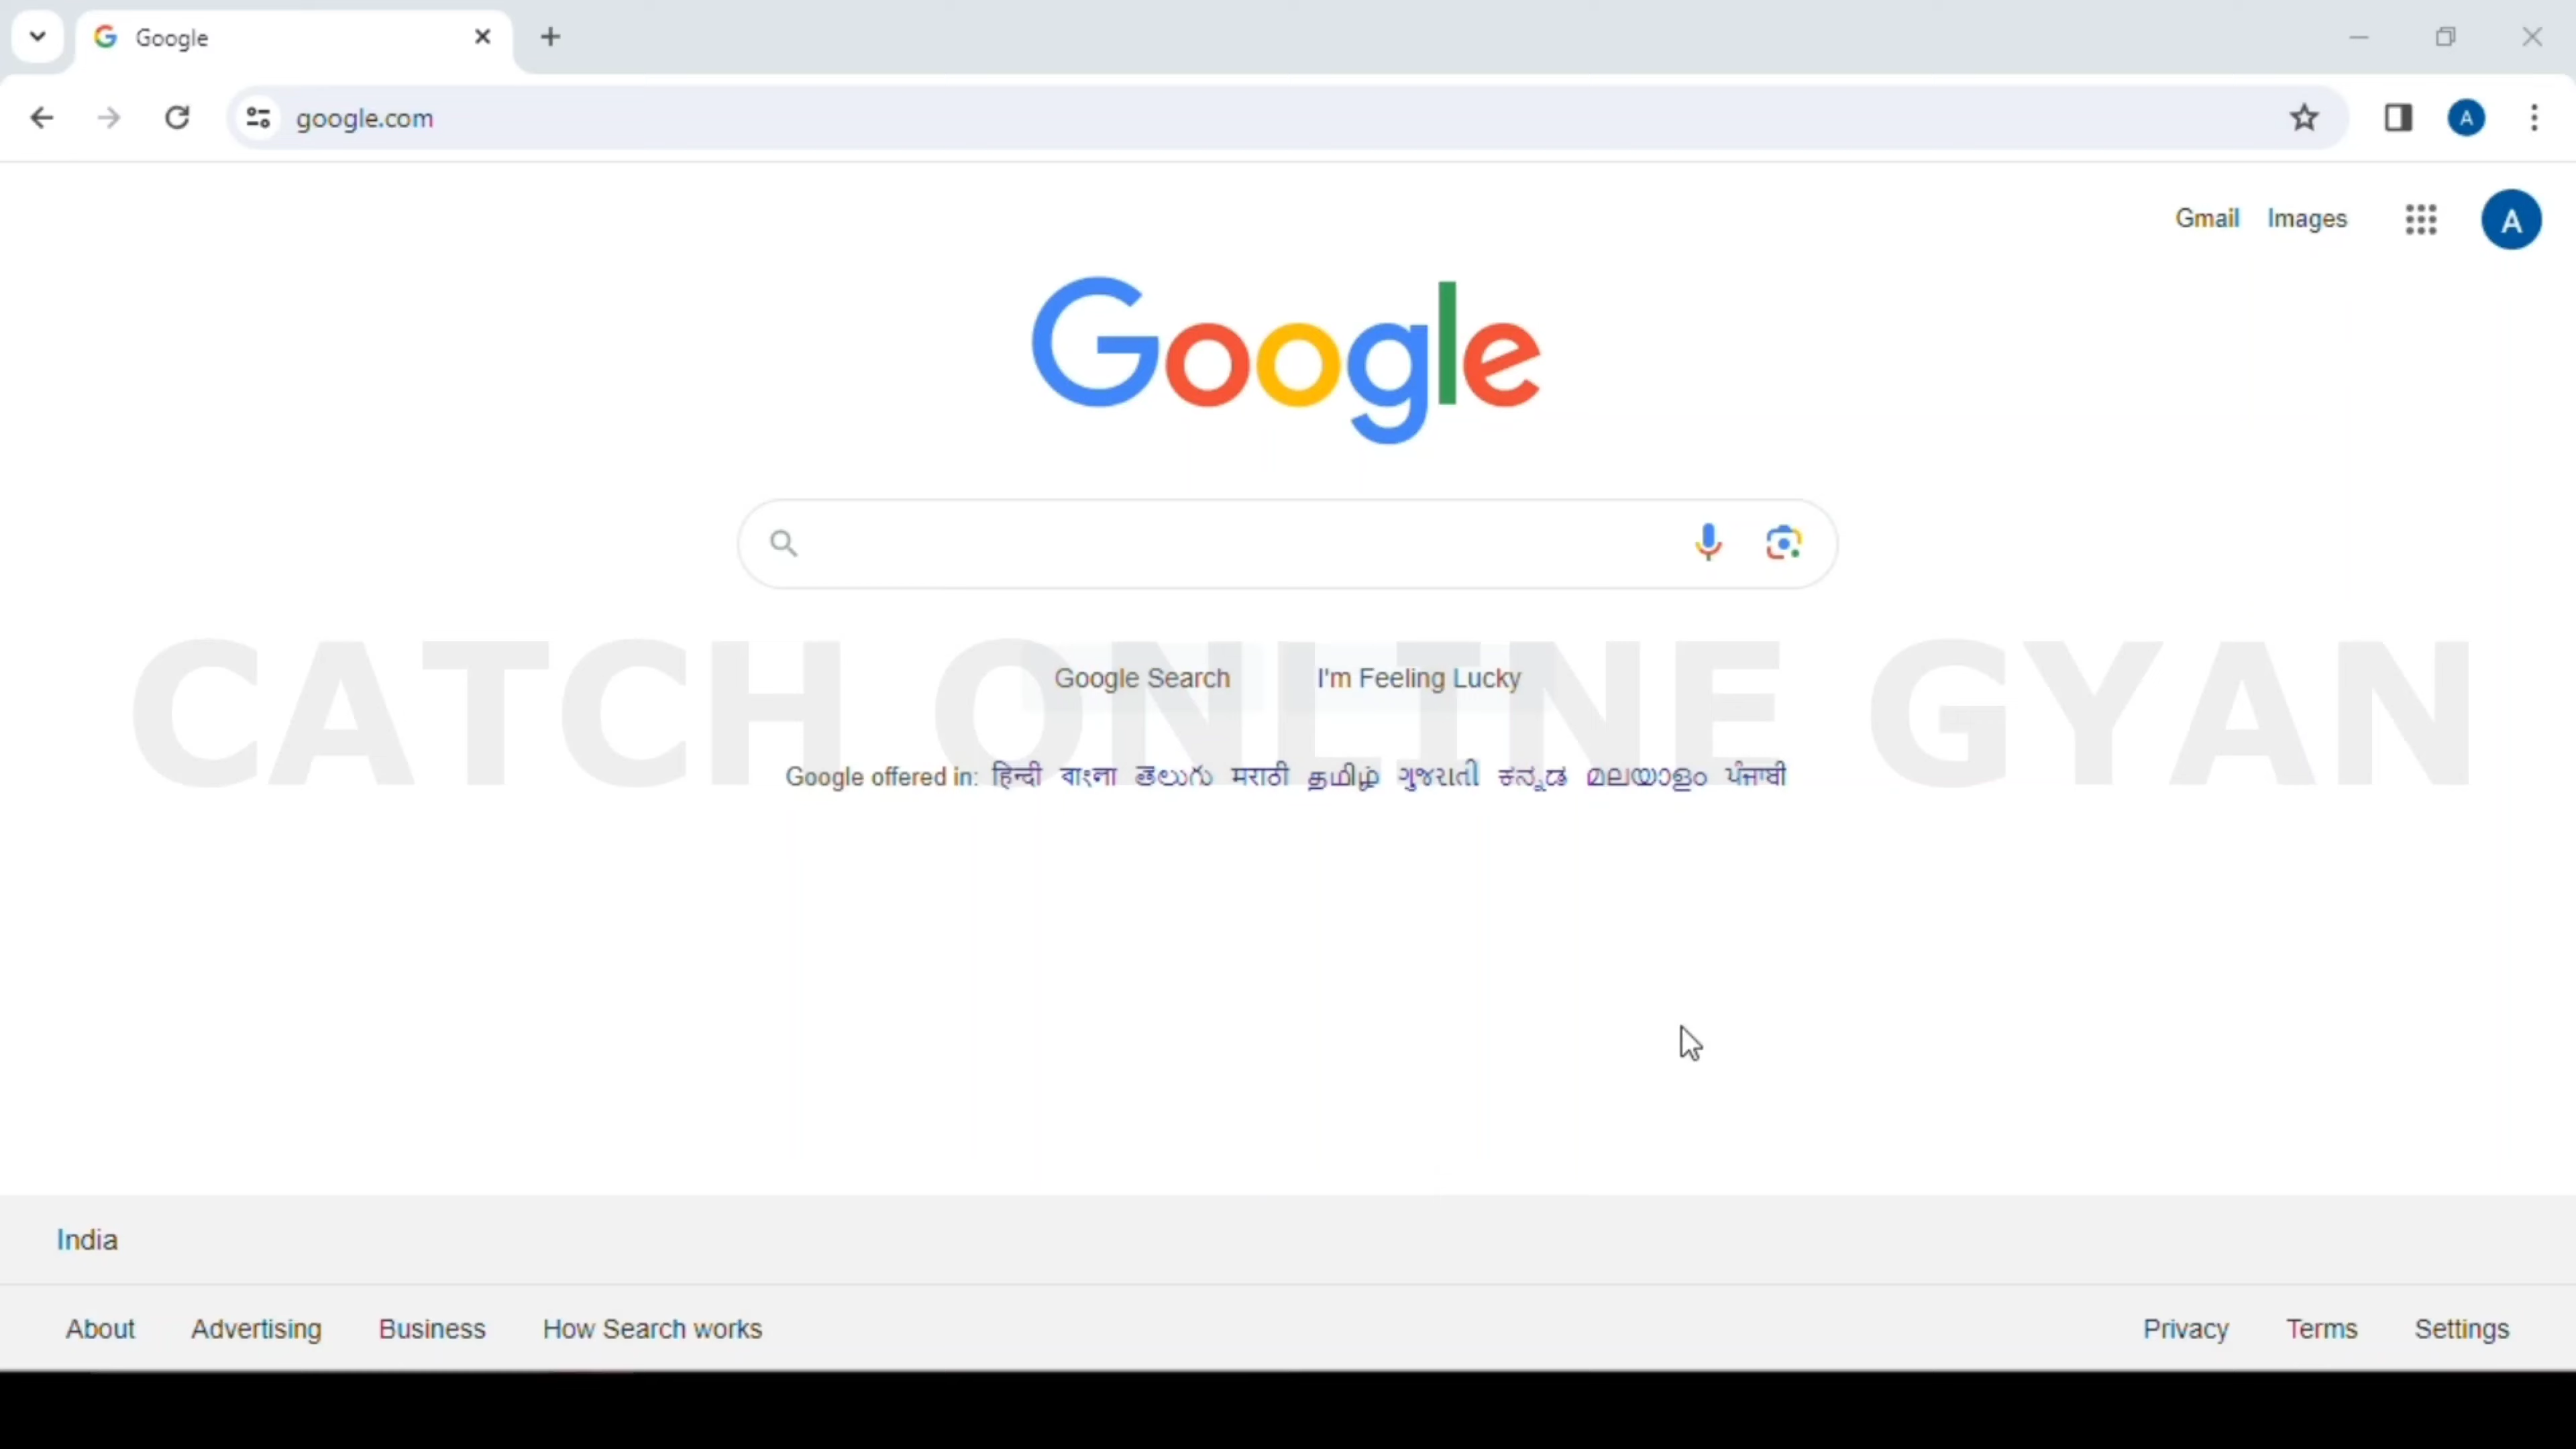 Google
google.com
A
Gmail Images A
Google
CATCH ONLINE GYAN
Google Search I'm Feeling Lucky
Google offered in: हिन्दी বাংলা తెలుగు मराठी தமிழ் ગુજરાતી ಕನ್ನಡ മലയാളം ਪੰਜਾਬੀ
India
About Advertising Business How Search works Privacy Terms Settings